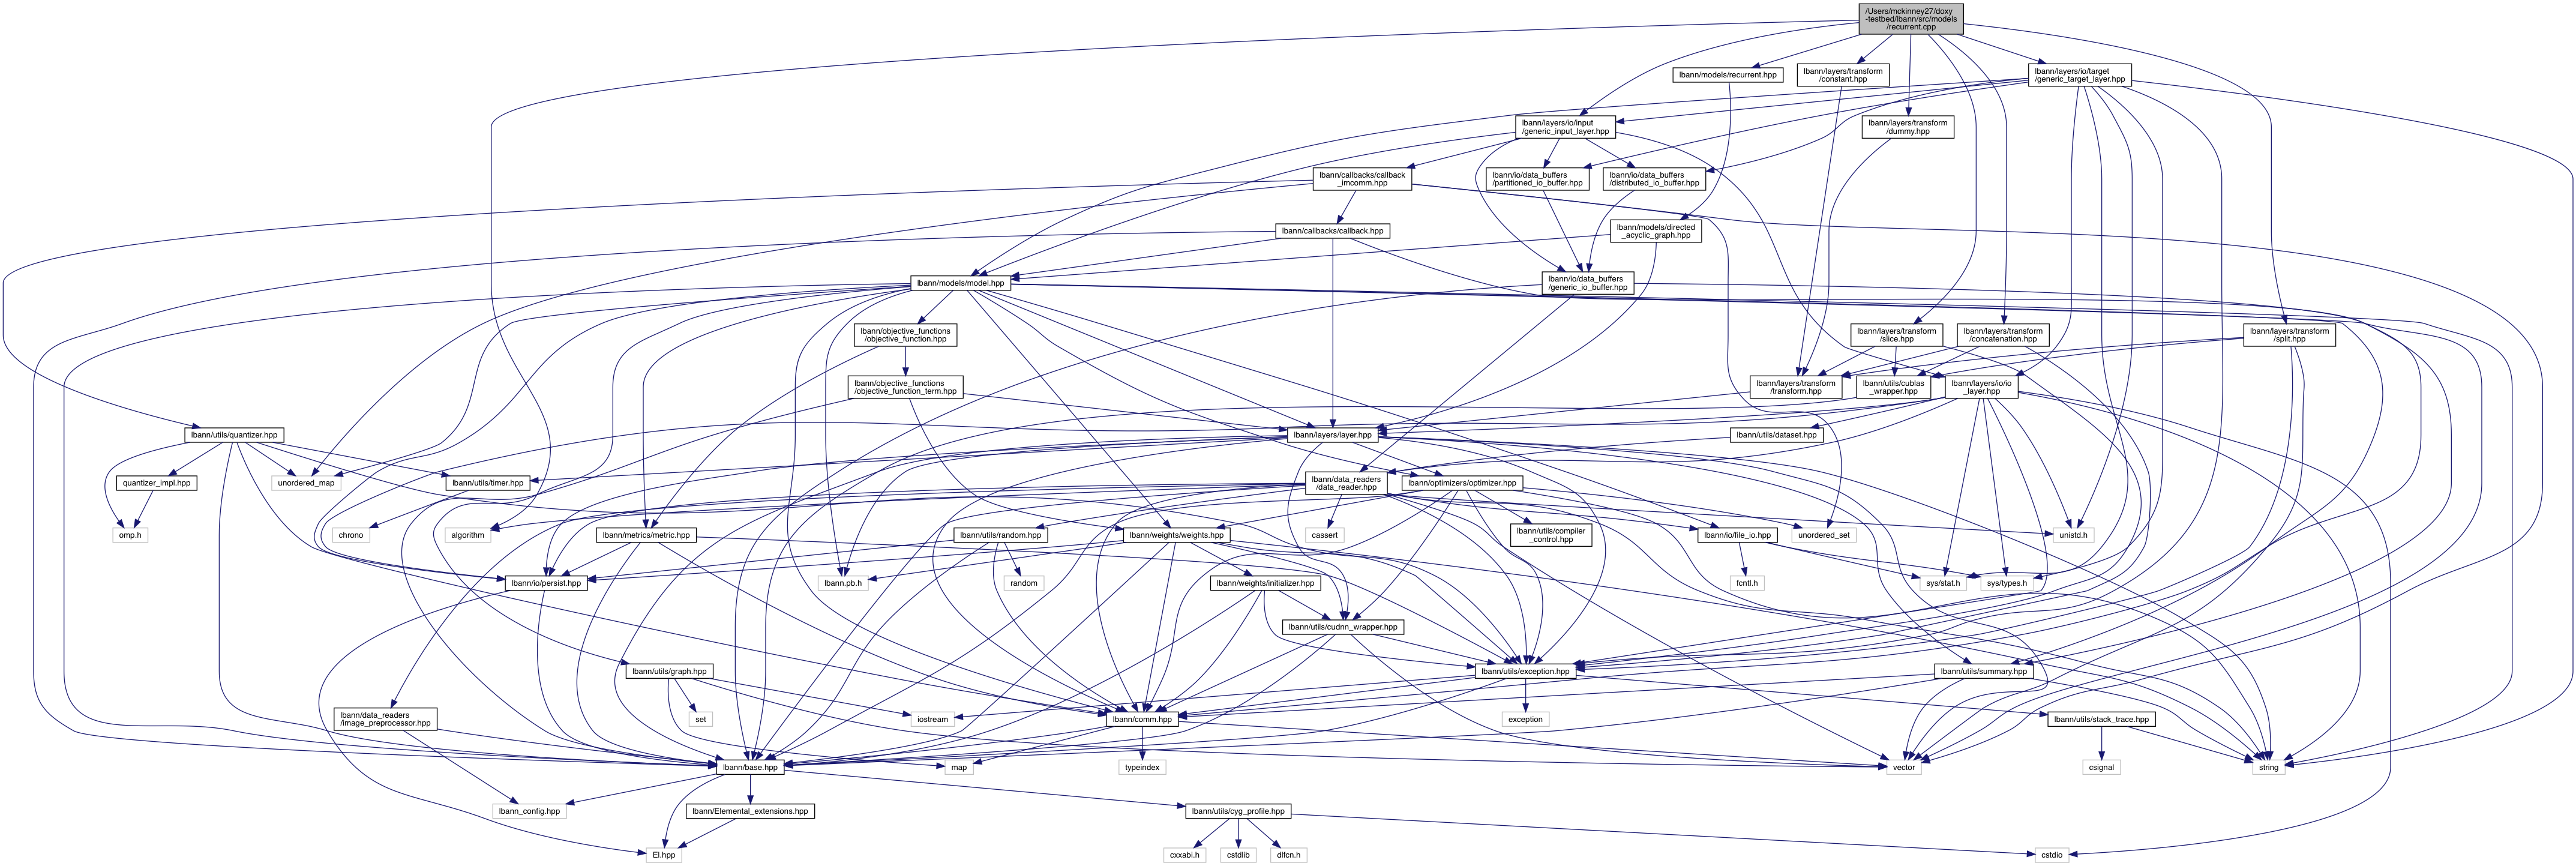 /Users/mckinney27/doxy
-testbed/lbann/src/models
/recurrent.cpp
lbann/models/recurrent.hpp
lbann/layers/transform
/constant.hpp
lbann/layers/io/target
/generic_target_layer.hpp
lbann/layers/io/input
/generic_input_layer.hpp
lbann/layers/transform
/dummy.hpp
lbann/callbacks/callback
_imcomm.hpp
lbann/io/data_buffers
/partitioned_io_buffer.hpp
lbann/io/data_buffers
/distributed_io_buffer.hpp
lbann/callbacks/callback.hpp
lbann/models/directed
_acyclic_graph.hpp
lbann/models/model.hpp
lbann/io/data_buffers
/generic_io_buffer.hpp
lbann/objective_functions
/objective_function.hpp
lbann/layers/transform
/slice.hpp
lbann/layers/transform
/concatenation.hpp
lbann/layers/transform
/split.hpp
lbann/objective_functions
/objective_function_term.hpp
lbann/layers/transform
/transform.hpp
lbann/utils/cublas
_wrapper.hpp
lbann/layers/io/io
_layer.hpp
lbann/utils/quantizer.hpp
lbann/layers/layer.hpp
lbann/utils/dataset.hpp
quantizer_impl.hpp
unordered_map
lbann/utils/timer.hpp
lbann/data_readers
/data_reader.hpp
lbann/optimizers/optimizer.hpp
omp.h
chrono
algorithm
lbann/metrics/metric.hpp
lbann/utils/random.hpp
lbann/weights/weights.hpp
cassert
lbann/utils/compiler
_control.hpp
lbann/io/file_io.hpp
unordered_set
unistd.h
lbann/io/persist.hpp
lbann.pb.h
random
lbann/weights/initializer.hpp
fcntl.h
sys/stat.h
sys/types.h
lbann/utils/cudnn_wrapper.hpp
lbann/utils/graph.hpp
lbann/utils/exception.hpp
lbann/utils/summary.hpp
lbann/data_readers
/image_preprocessor.hpp
set
iostream
lbann/comm.hpp
exception
lbann/utils/stack_trace.hpp
lbann/base.hpp
map
typeindex
vector
csignal
string
lbann_config.hpp
lbann/Elemental_extensions.hpp
lbann/utils/cyg_profile.hpp
El.hpp
cxxabi.h
cstdlib
dlfcn.h
cstdio